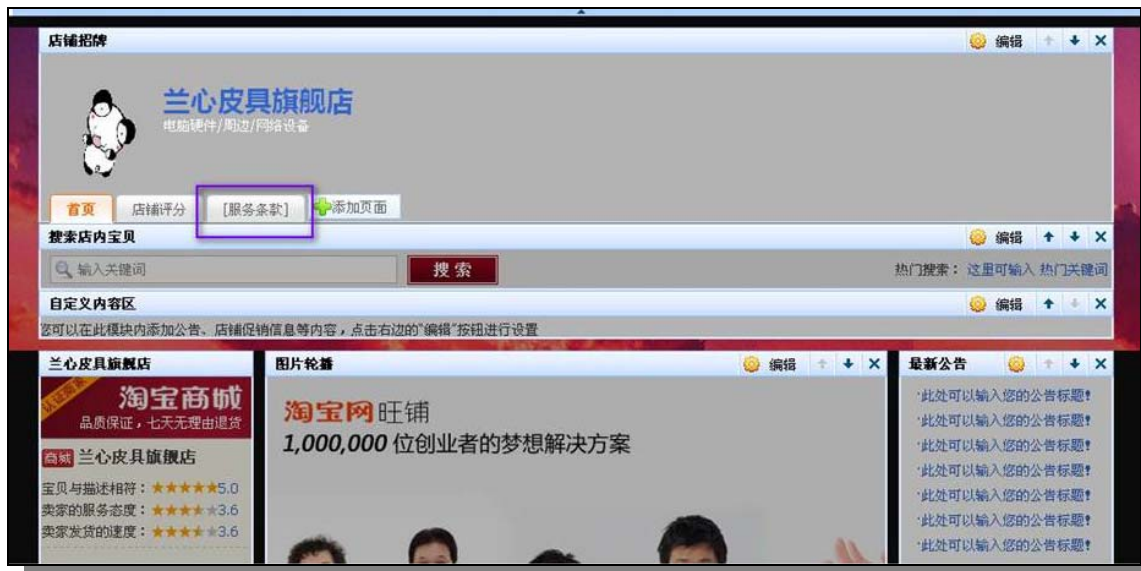 店铺招牌 编辑
兰心皮具旗舰店
电脑硬件/周边/网络设备
首页 店铺评分 [服务条款] 添加页面
搜索店内宝贝 编辑
输入关键词 搜索 热门搜索: 这里可输入 热门关键词
自定义内容区 编辑
您可以在此模块内添加公告、店铺促销信息等内容,点击右边的"编辑"按钮进行设置
兰心皮具旗舰店 图片轮播 编辑 最新公告
认证商家
淘宝商城
品质保证,七天无理由退货
商城 兰心皮具旗舰店
宝贝与描述相符:★★★★★5.0
卖家的服务态度:★★★★★3.6
卖家发货的速度:★★★★★3.6
淘宝网旺铺
1,000,000 位创业者的梦想解决方案
·此处可以输入您的公告标题!
·此处可以输入您的公告标题!
·此处可以输入您的公告标题!
·此处可以输入您的公告标题!
·此处可以输入您的公告标题!
·此处可以输入您的公告标题!
·此处可以输入您的公告标题!